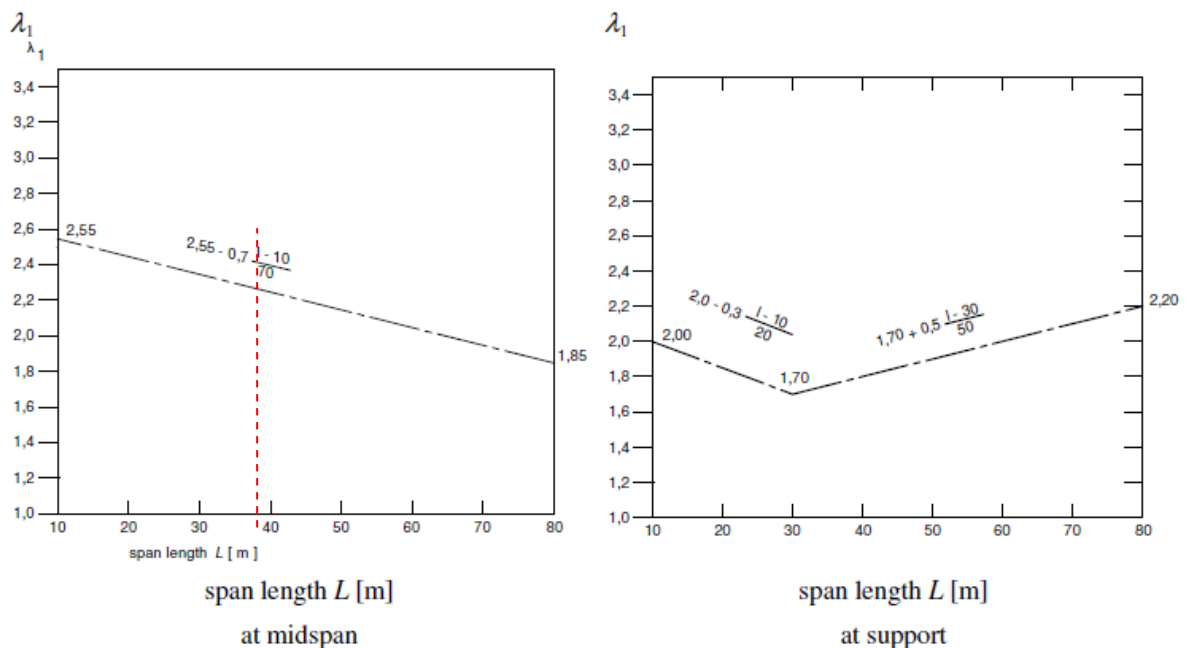 λ1
λ1
3,4
3,2
3,0
2,8
2,6
2,4
2,2
2,0
1,8
1,6
1,4
1,2
1,0
2,55
2,55 - 0,7 l - 10
70
1,85
10 20 30 40 50 60 70 80
span length L [ m ]
span length L [m]
at midspan
λ1
3,4
3,2
3,0
2,8
2,6
2,4
2,2
2,0
1,8
1,6
1,4
1,2
1,0
2,00
2,0 - 0,3 l - 10
20
1,70
1,70 + 0,5 l - 30
50
2,20
10 20 30 40 50 60 70 80
span length L [m]
at support